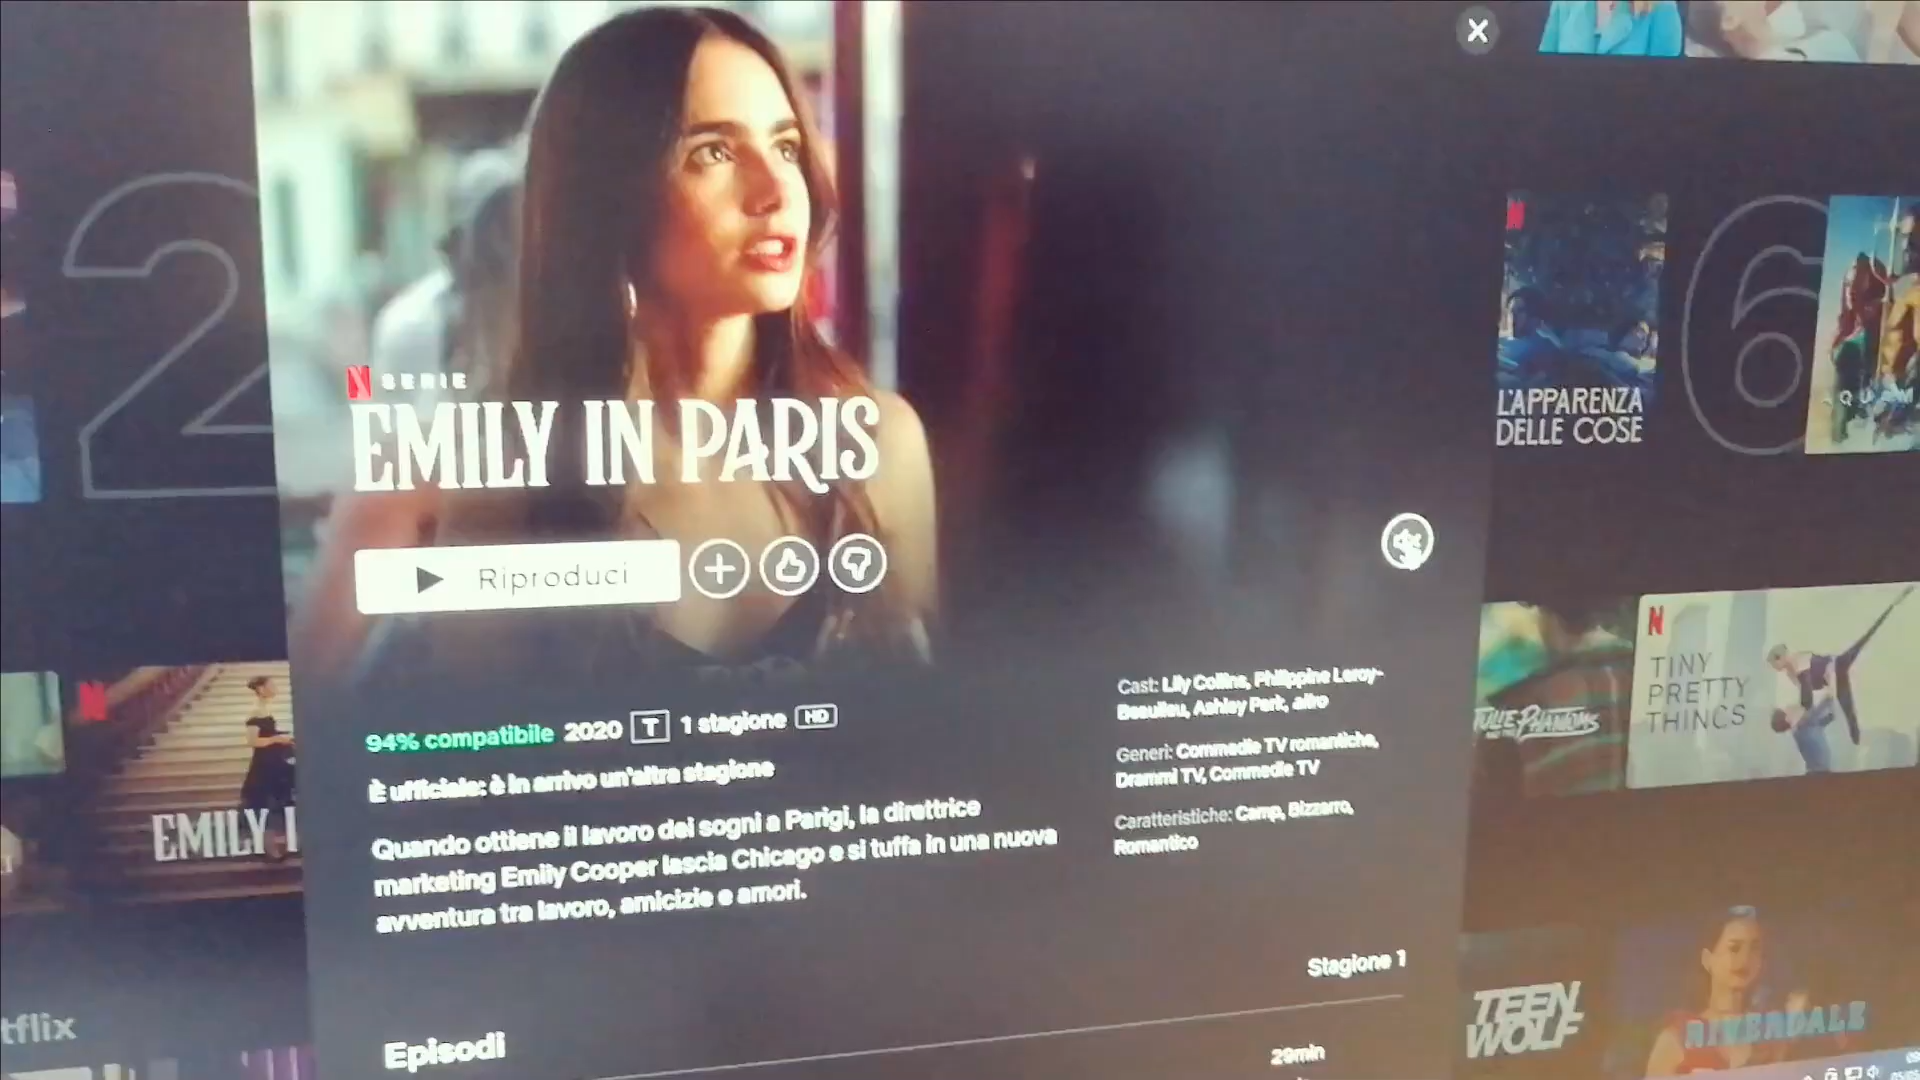 SERIE
EMILY IN PARIS
Riproduci
94% compatibile 2020 T 1 stagione HD
È ufficiale: è in arrivo un'altra stagione
Quando ottiene il lavoro dei sogni a Parigi, la direttrice
marketing Emily Cooper lascia Chicago e si tuffa in una nuova
avventura tra lavoro, amicizie e amori.
Cast: Lily Collins, Philippine Leroy-
Beaulieu, Ashley Park, altro
Generi: Commedie TV romantiche,
Drammi TV, Commedie TV
Caratteristiche: Camp, Bizzarro,
Romantico
Stagione 1
Episodi
29min
2
EMILY I
tflix
L'APPARENZA
DELLE COSE
6
TINY
PRETTY
THINGS
TEEN
WOLF
RIVERDALE